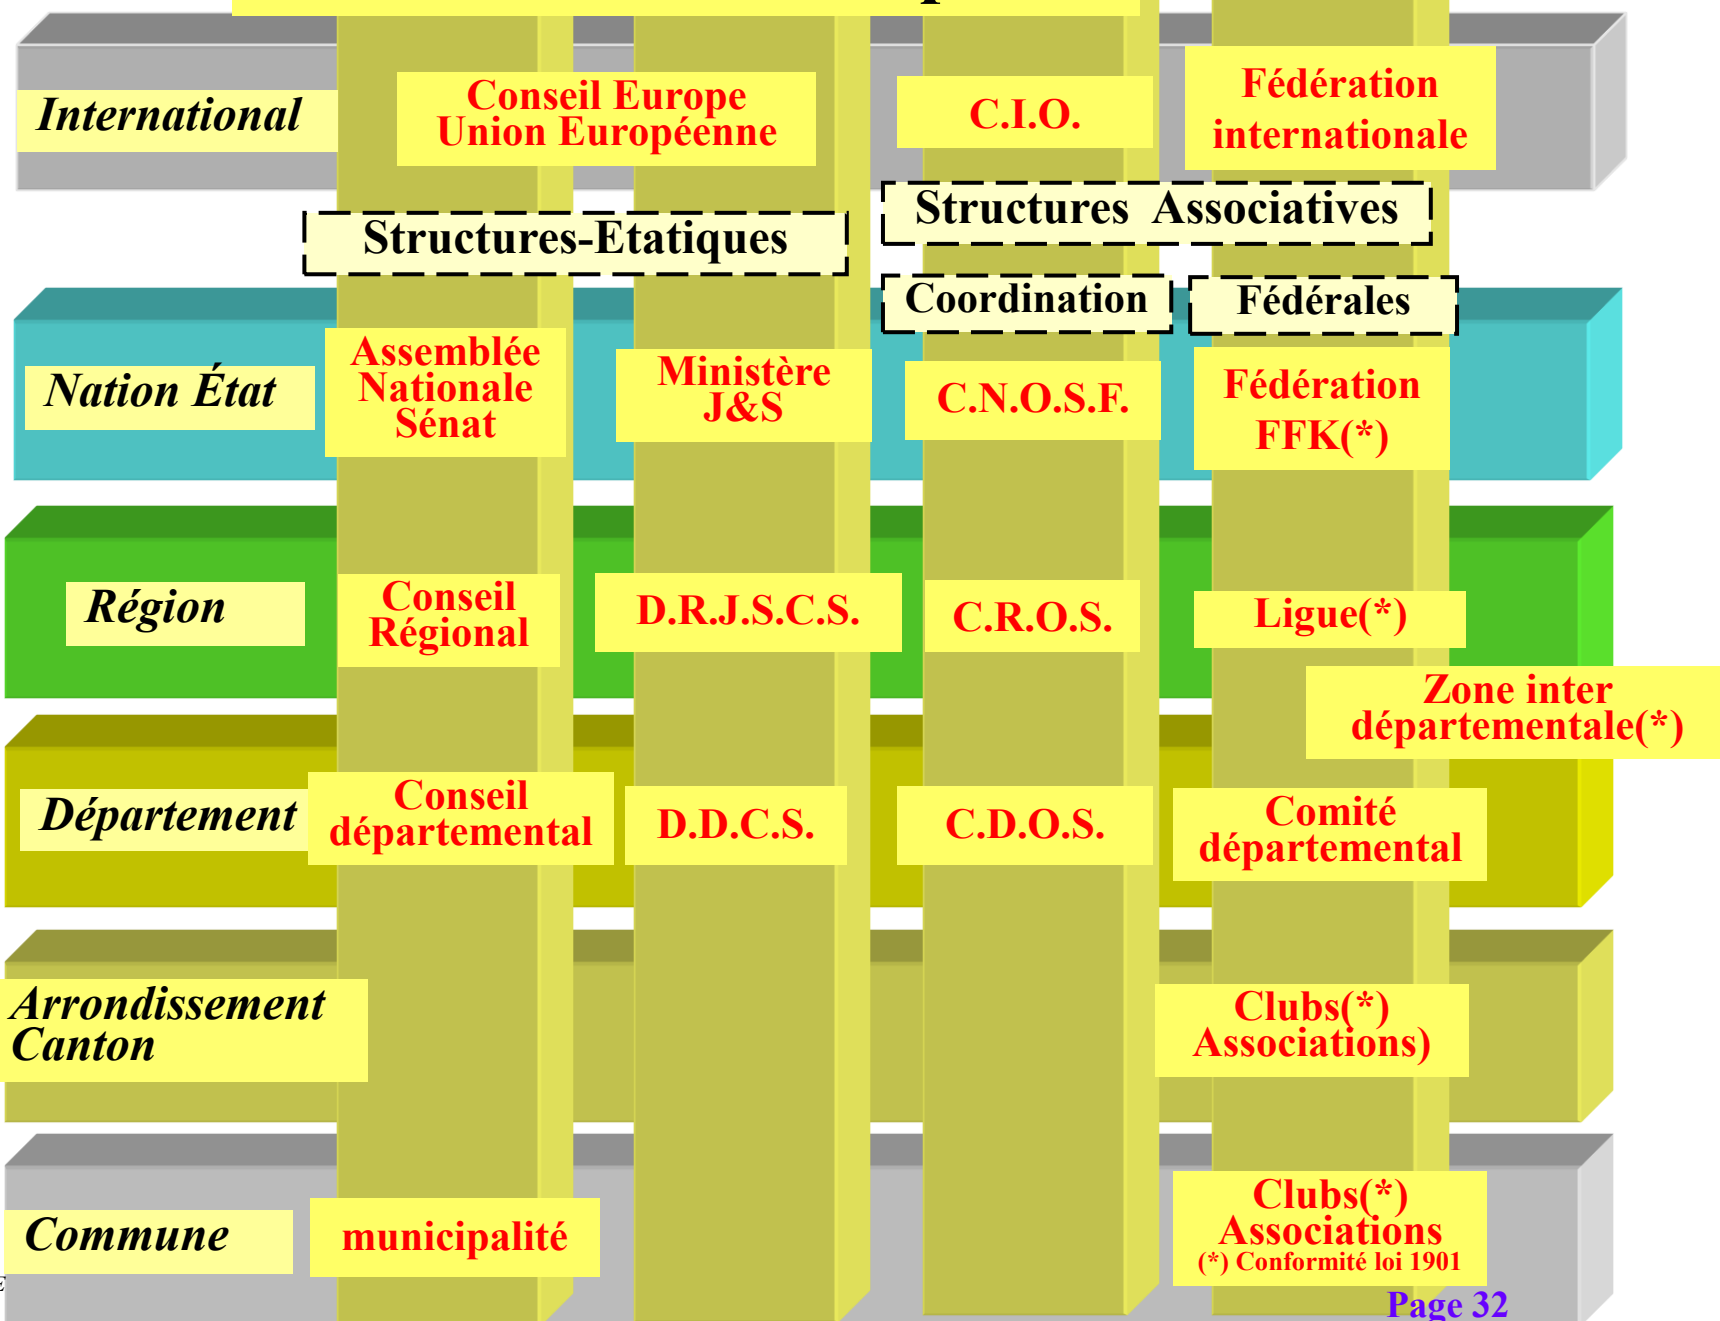 International
Conseil Europe
Union Européenne
C.I.O.
Fédération
internationale
Structures-Etatiques
Structures Associatives
Coordination
Fédérales
Nation État
Assemblée
Nationale
Sénat
Ministère
J&S
C.N.O.S.F.
Fédération
FFK(*)
Région
Conseil
Régional
D.R.J.S.C.S.
C.R.O.S.
Ligue(*)
Zone inter
départementale(*)
Département
Conseil
départemental
D.D.C.S.
C.D.O.S.
Comité
départemental
Arrondissement
Canton
Clubs(*)
Associations)
Commune
municipalité
Clubs(*)
Associations
(*) Conformité loi 1901
E
Page 32